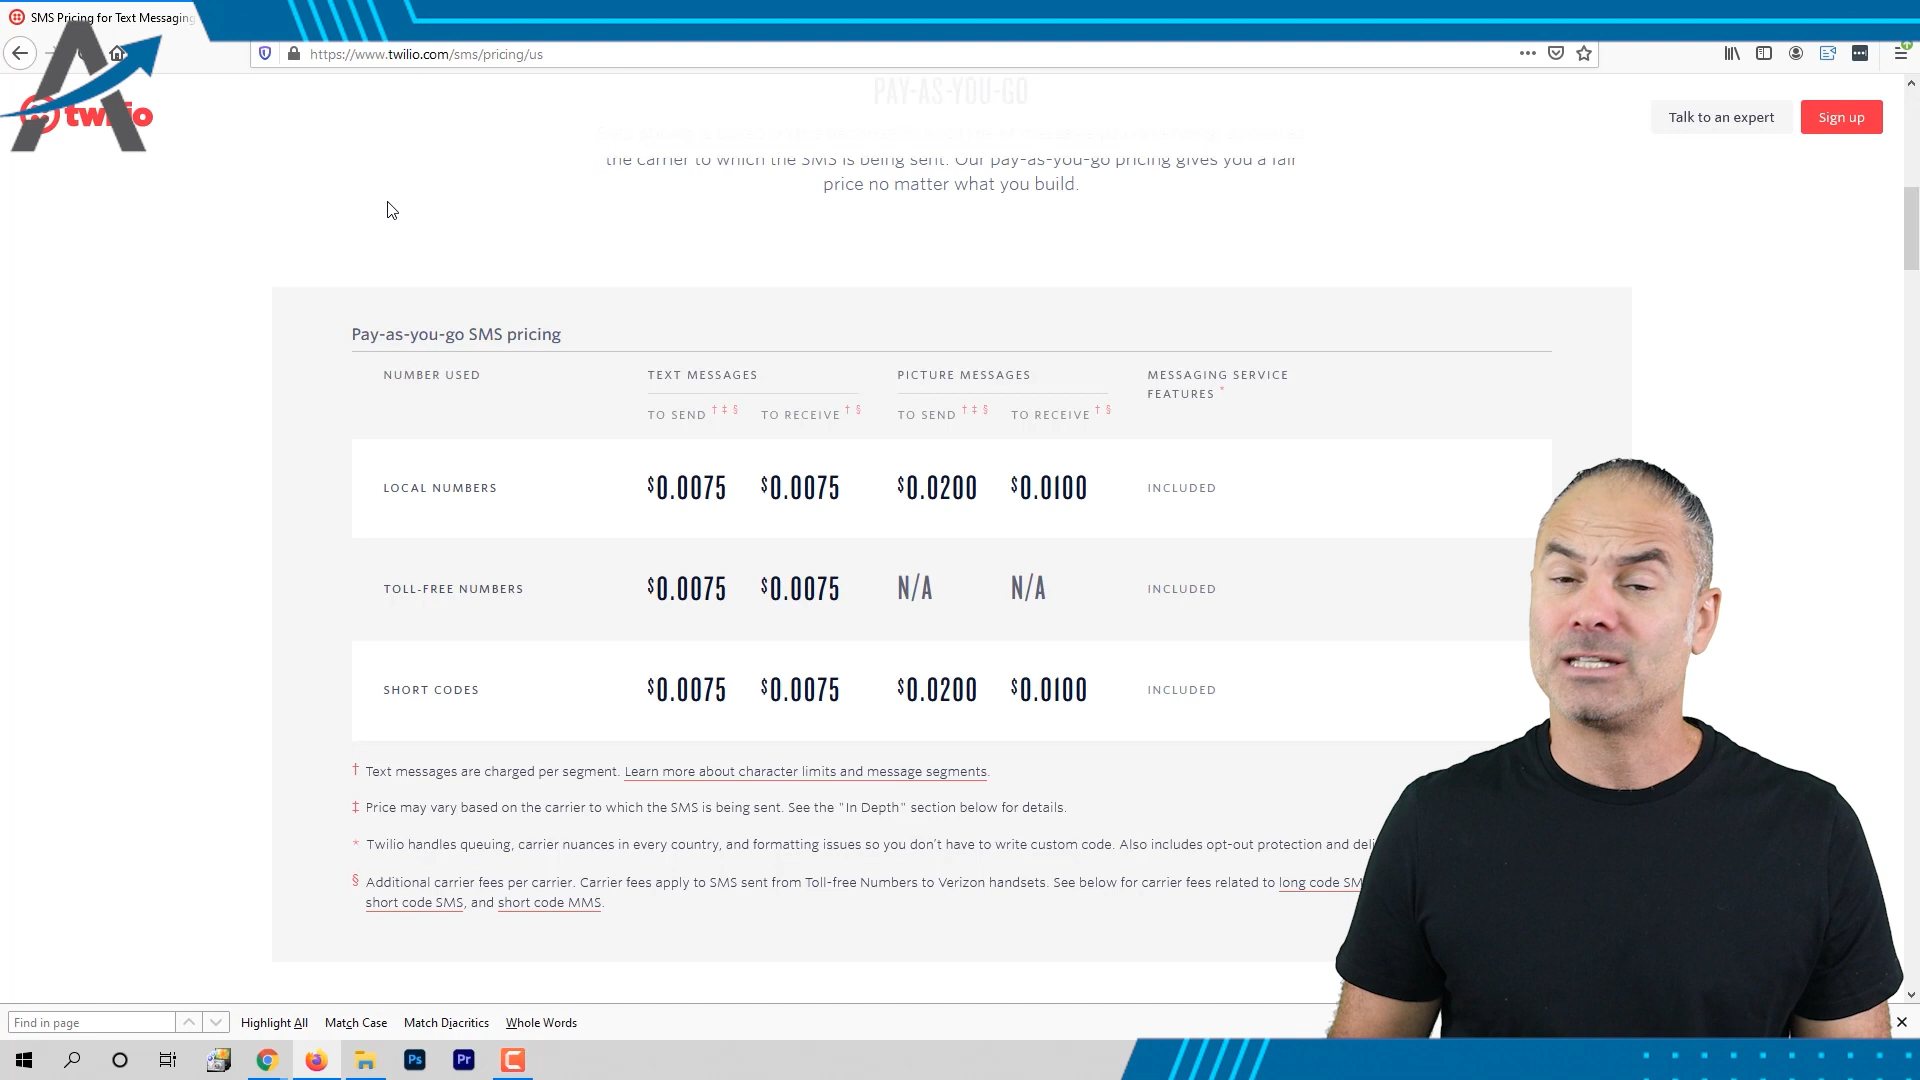 SMS Pricing for Text Messaging
https://www.twilio.com/sms/pricing/us
twilio
Talk to an expert
Sign up
PAY-AS-YOU-GO
the carrier to which the SMS is being sent. Our pay-as-you-go pricing gives you a fair
price no matter what you build.
Pay-as-you-go SMS pricing
NUMBER USED
TEXT MESSAGES
PICTURE MESSAGES
MESSAGING SERVICE
FEATURES *
TO SEND † ‡ §
TO RECEIVE † §
TO SEND † ‡ §
TO RECEIVE † §
LOCAL NUMBERS
$0.0075
$0.0075
$0.0200
$0.0100
INCLUDED
TOLL-FREE NUMBERS
$0.0075
$0.0075
N/A
N/A
INCLUDED
SHORT CODES
$0.0075
$0.0075
$0.0200
$0.0100
INCLUDED
† Text messages are charged per segment. Learn more about character limits and message segments.
‡ Price may vary based on the carrier to which the SMS is being sent. See the "In Depth" section below for details.
* Twilio handles queuing, carrier nuances in every country, and formatting issues so you don't have to write custom code. Also includes opt-out protection and deli
§ Additional carrier fees per carrier. Carrier fees apply to SMS sent from Toll-free Numbers to Verizon handsets. See below for carrier fees related to long code SM
short code SMS, and short code MMS.
Find in page
Highlight All
Match Case
Match Diacritics
Whole Words
Ps
Pr